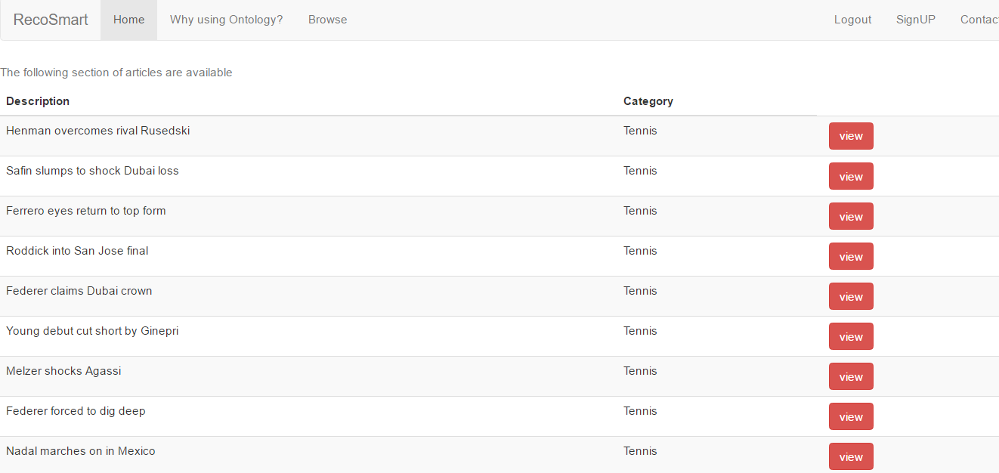 RecoSmart Home Why using Ontology? Browse Logout SignUP Contac
The following section of articles are available
Description Category
Henman overcomes rival Rusedski Tennis view
Safin slumps to shock Dubai loss Tennis view
Ferrero eyes return to top form Tennis view
Roddick into San Jose final Tennis view
Federer claims Dubai crown Tennis view
Young debut cut short by Ginepri Tennis view
Melzer shocks Agassi Tennis view
Federer forced to dig deep Tennis view
Nadal marches on in Mexico Tennis view